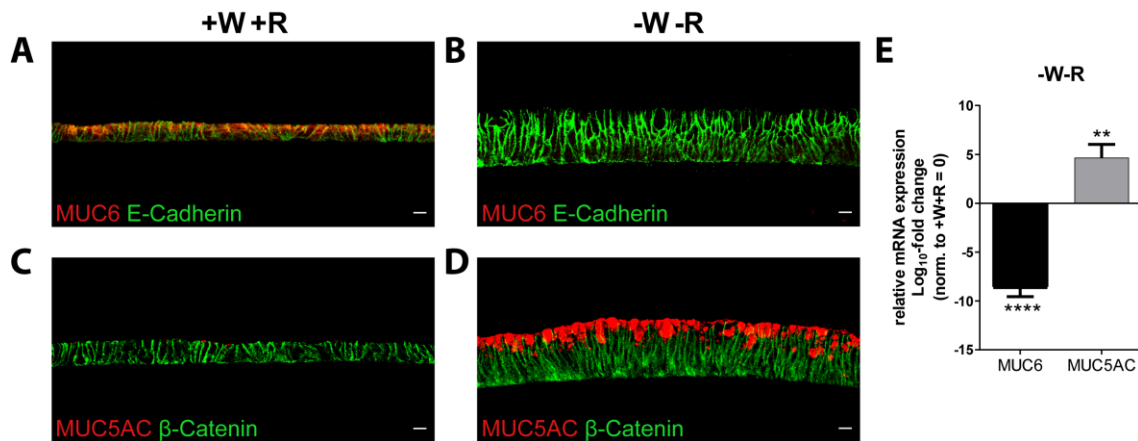 +W +R
-W -R
A
B
E
MUC6 E-Cadherin
MUC6 E-Cadherin
C
D
MUC5AC β-Catenin
MUC5AC β-Catenin
-W-R
relative mRNA expression
Log₁₀-fold change
(norm. to +W+R = 0)
10
5
0
-5
-10
-15
**
****
MUC6
MUC5AC